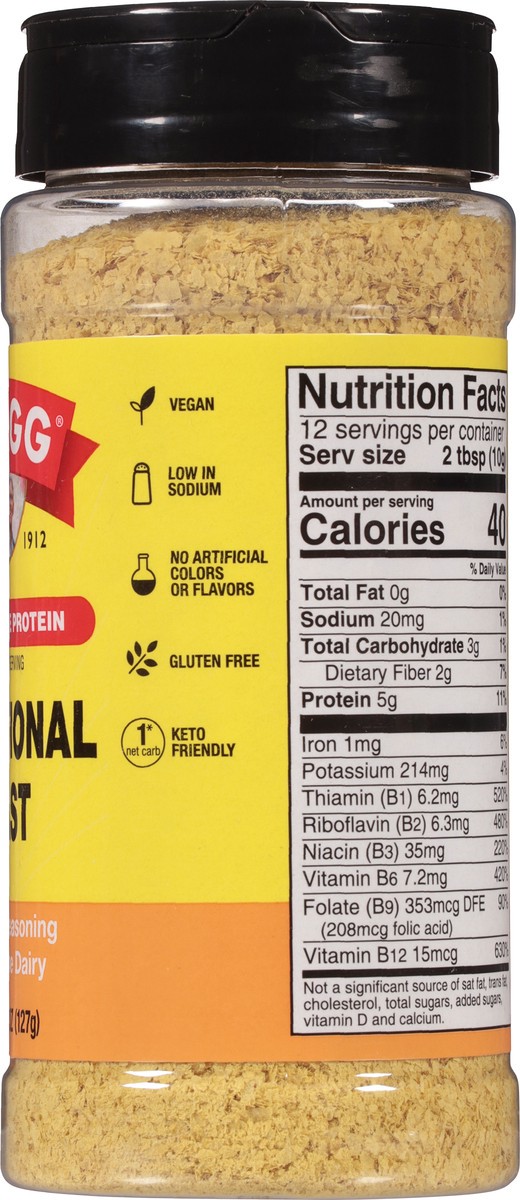 GG®
1912
PROTEIN
VEGAN
LOW IN
SODIUM
NO ARTIFICIAL
COLORS
OR FLAVORS
GLUTEN FREE
1*
net carb
KETO
FRIENDLY
ONAL
ST
asoning
Dairy
(127g)
Nutrition Facts
12 servings per container
Serv size 2 tbsp (10g)
Amount per serving
Calories 40
% Daily Value
Total Fat 0g 0%
Sodium 20mg 1%
Total Carbohydrate 3g 1%
Dietary Fiber 2g 7%
Protein 5g 11%
Iron 1mg 6%
Potassium 214mg 4%
Thiamin (B1) 6.2mg 520%
Riboflavin (B2) 6.3mg 480%
Niacin (B3) 35mg 220%
Vitamin B6 7.2mg 420%
Folate (B9) 353mcg DFE 90%
(208mcg folic acid)
Vitamin B12 15mcg 630%
Not a significant source of sat fat, trans fat,
cholesterol, total sugars, added sugars,
vitamin D and calcium.